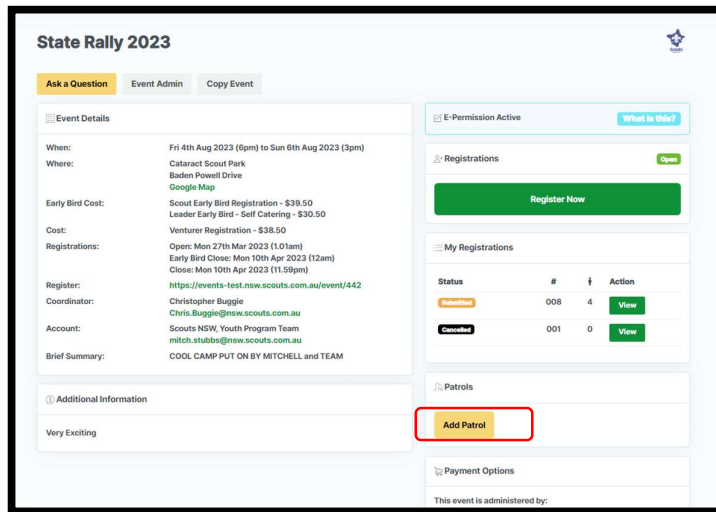 State Rally 2023
Scouts
Ask a Question Event Admin Copy Event
Event Details
When: Fri 4th Aug 2023 (6pm) to Sun 6th Aug 2023 (3pm)
Where: Cataract Scout Park
Baden Powell Drive
Google Map
Early Bird Cost: Scout Early Bird Registration - $39.50
Leader Early Bird - Self Catering - $30.50
Cost: Venturer Registration - $38.50
Registrations: Open: Mon 27th Mar 2023 (1.01am)
Early Bird Close: Mon 10th Apr 2023 (12am)
Close: Mon 10th Apr 2023 (11.59pm)
Register: https://events-test.nsw.scouts.com.au/event/442
Coordinator: Christopher Buggie
Chris.Buggie@nsw.scouts.com.au
Account: Scouts NSW, Youth Program Team
mitch.stubbs@nsw.scouts.com.au
Brief Summary: COOL CAMP PUT ON BY MITCHELL and TEAM
Additional Information
Very Exciting
E-Permission Active What is this?
Registrations Open
Register Now
My Registrations
Status # Action
Submitted 008 4 View
Cancelled 001 0 View
Patrols
Add Patrol
Payment Options
This event is administered by: